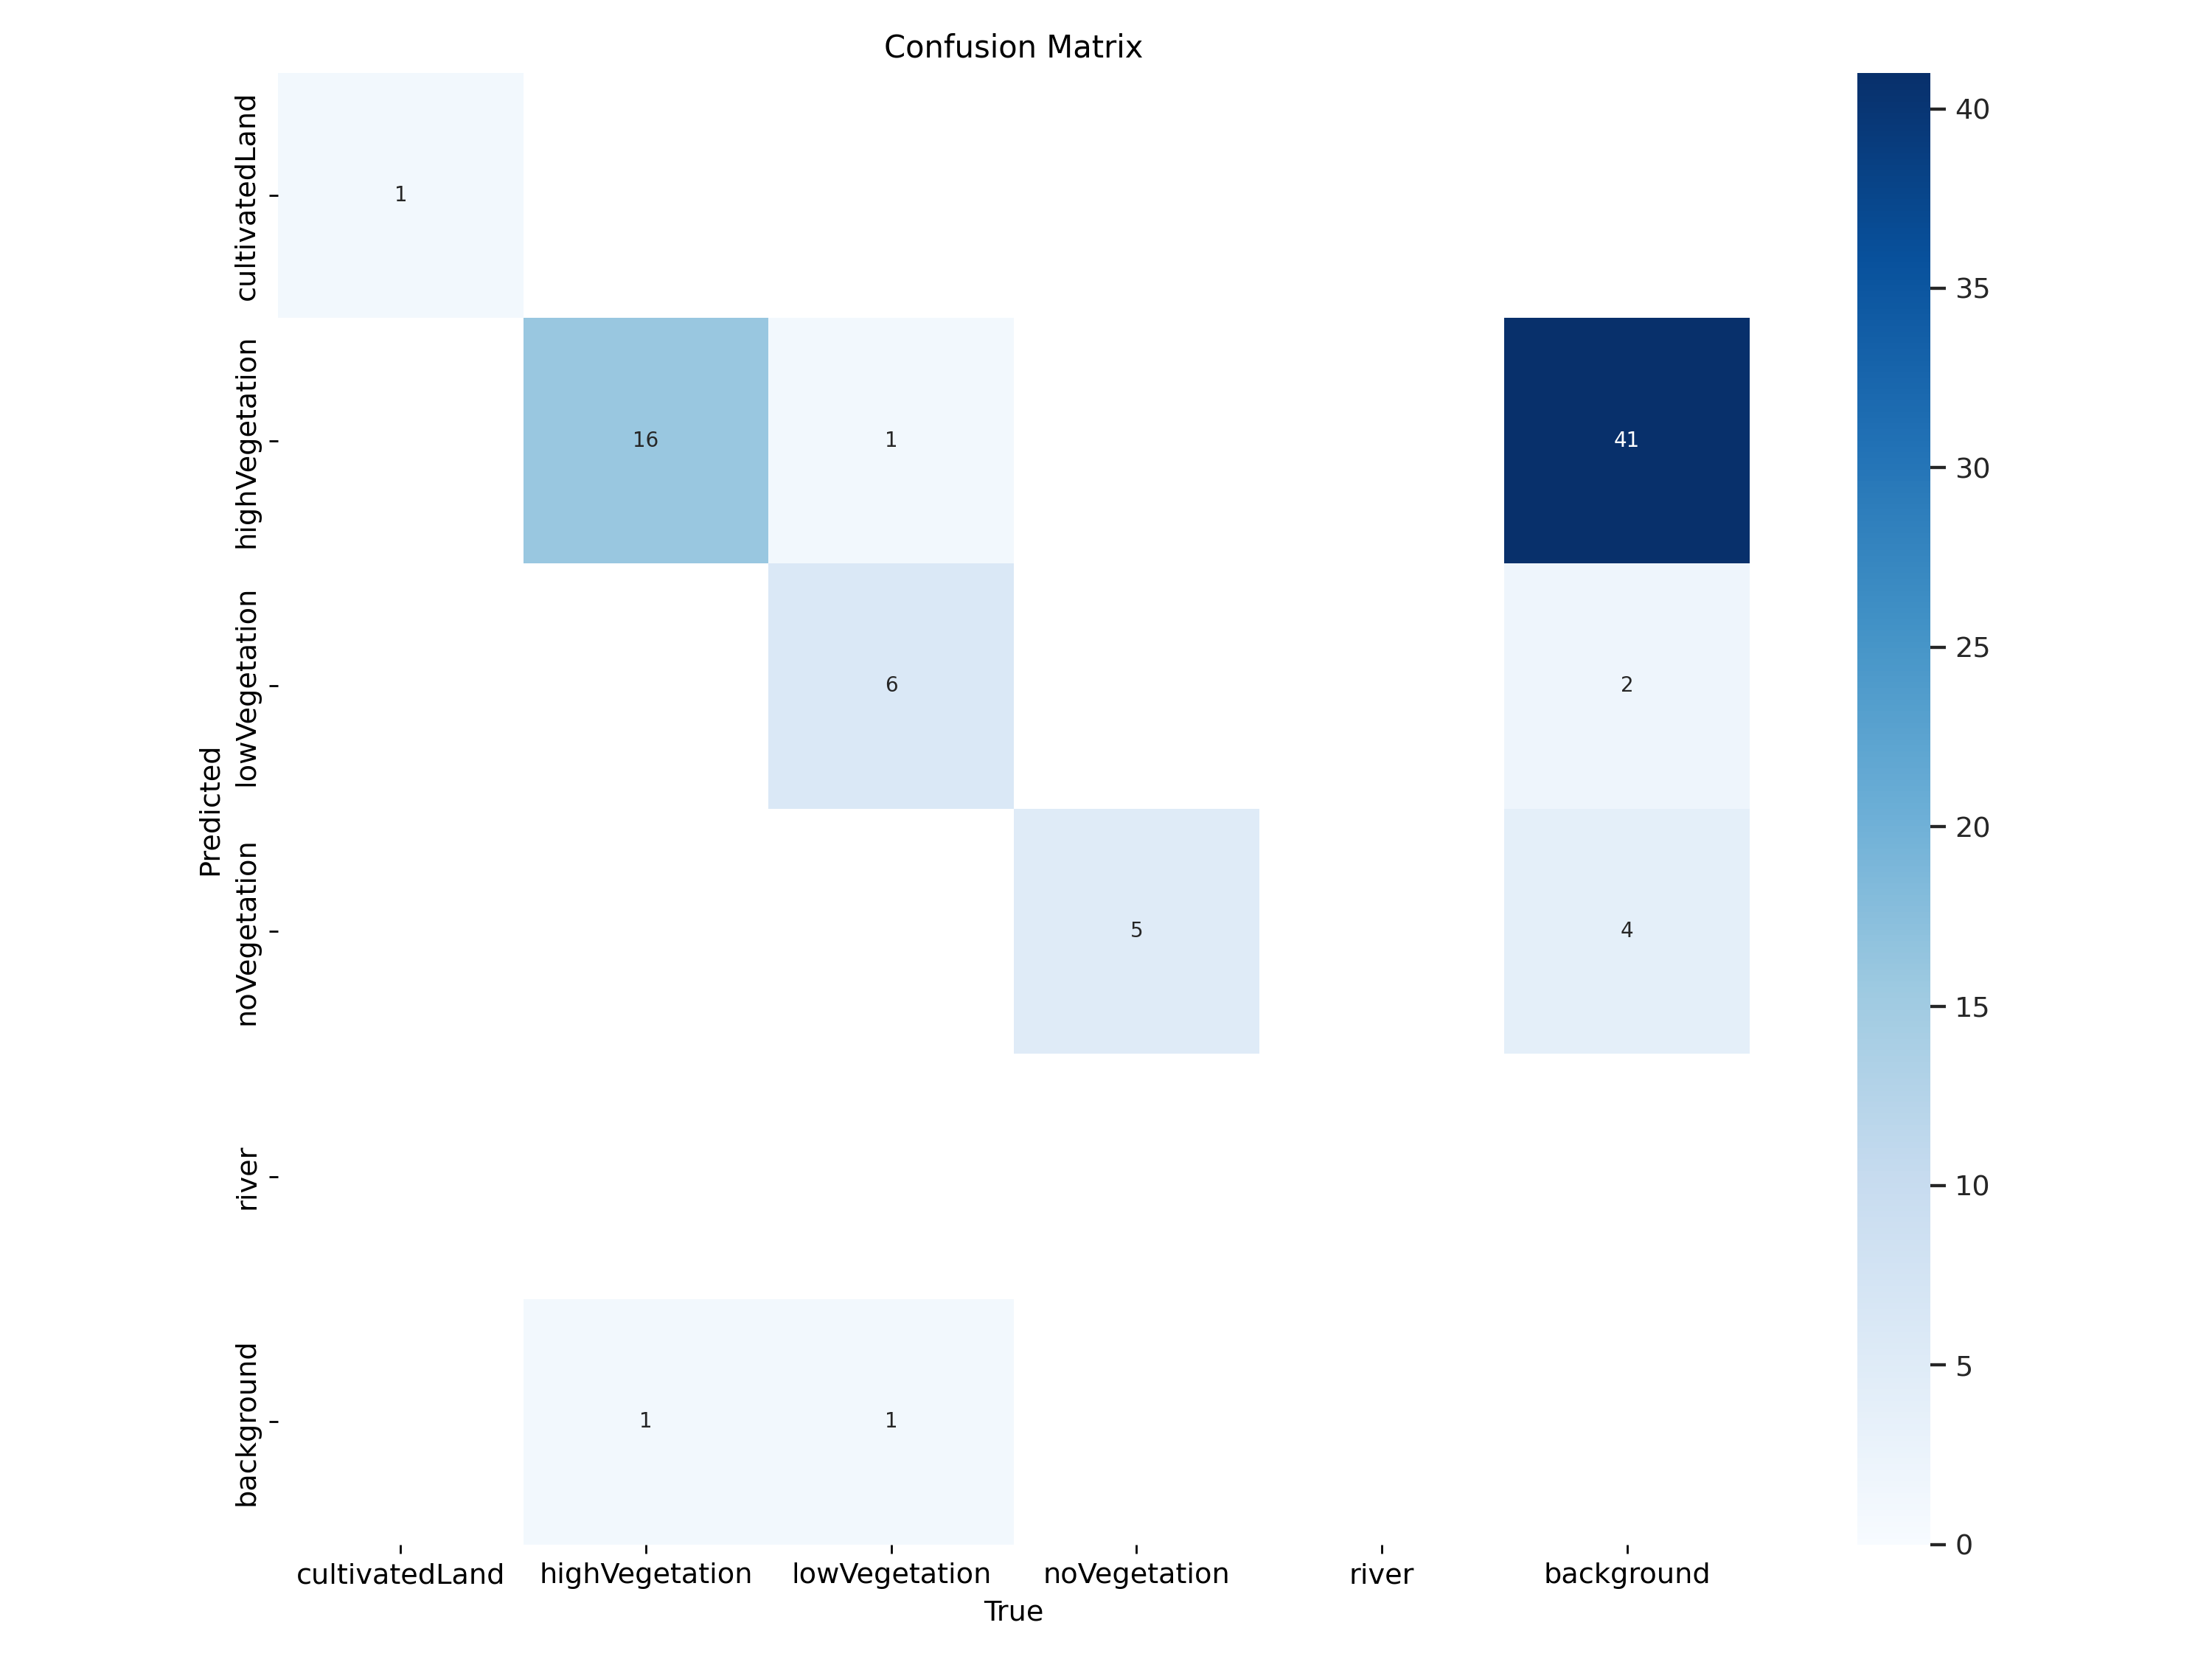 Confusion Matrix
cultivatedLand
1
highVegetation
16 1 41
lowVegetation
6 2
noVegetation
5 4
river
background
1 1
Predicted
cultivatedLand highVegetation lowVegetation noVegetation river background
True
40
35
30
25
20
15
10
5
0